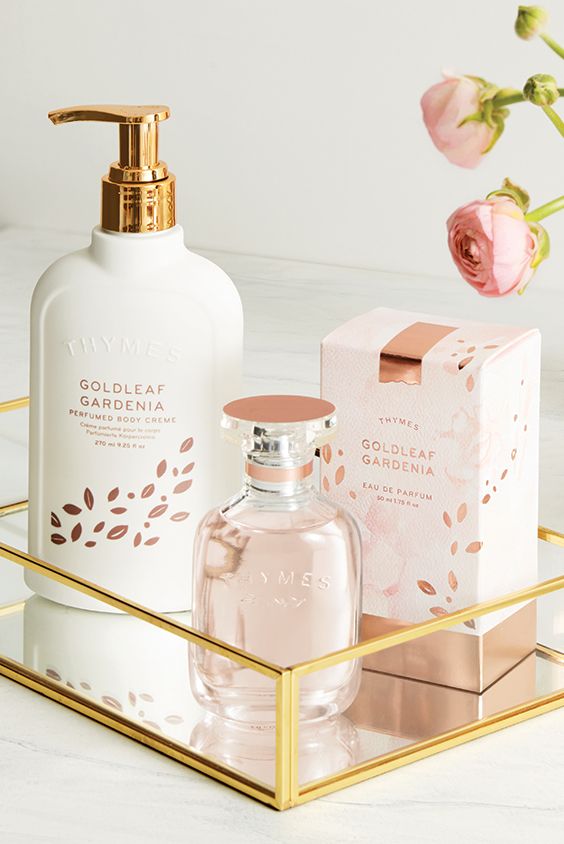 THYMES
GOLDLEAF
GARDENIA
PERFUMED BODY CREME
Crème parfumé pour le corps
Parfümierte Körpercreme
270 ml 9.25 fl oz
THYMES
THYMES
GOLDLEAF
GARDENIA
EAU DE PARFUM
50 ml 1.75 fl oz